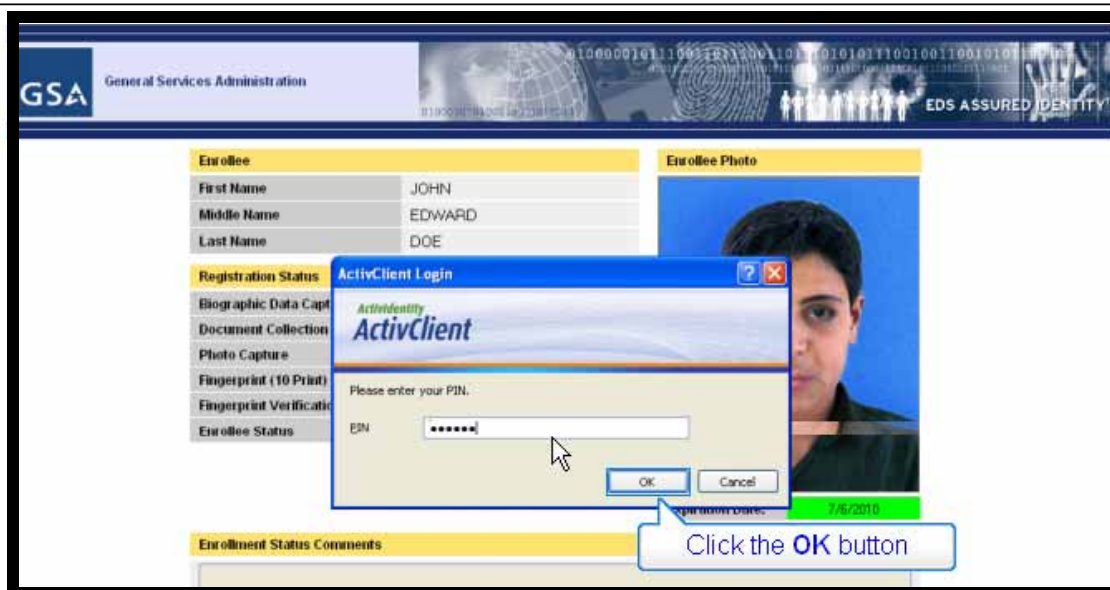 GSA
General Services Administration
EDS ASSURED IDENTITY
Enrollee
First Name JOHN
Middle Name EDWARD
Last Name DOE
Enrollee Photo
Registration Status
Biographic Data Capt
Document Collection
Photo Capture
Fingerprint (10 Print)
Fingerprint Verificatio
Enrollee Status
ActivClient Login
ActivIdentity
ActivClient
Please enter your PIN.
PIN ••••••
OK Cancel
Expiration Date: 7/6/2010
Click the OK button
Enrollment Status Comments